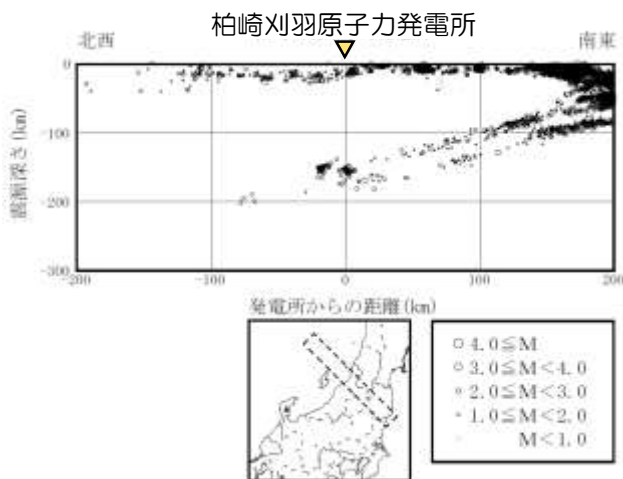 柏崎刈羽原子力発電所
北西
南東
0
-100
-200
-300
震源深さ(km)
-200
-100
0
100
200
発電所からの距離(km)
4.0≦M
3.0≦M<4.0
2.0≦M<3.0
1.0≦M<2.0
M<1.0